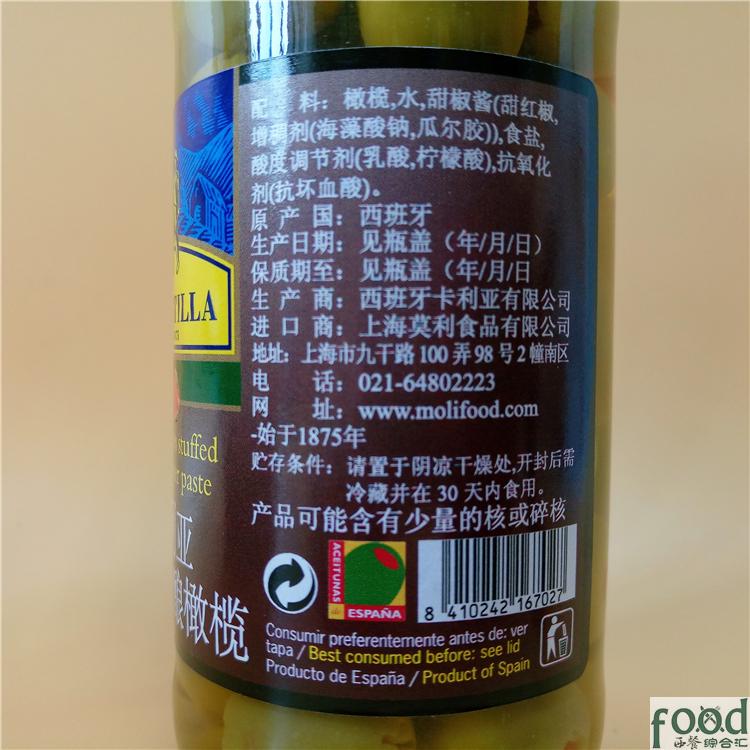 配 料：橄榄,水,甜椒酱(甜红椒,
增稠剂(海藻酸钠,瓜尔胶)),食盐,
酸度调节剂(乳酸,柠檬酸),抗氧化
剂(抗坏血酸)。
原 产 国：西班牙
生产日期：见瓶盖（年/月/日）
保质期至：见瓶盖（年/月/日
生 产 商：西班牙卡利亚有限公司
进 口 商：上海莫利食品有限公司
地址：上海市九干路100弄98号2幢南区
电 话：021-64802223
网 址：www.molifood.com
-始于1875年
贮存条件：请置于阴凉干燥处,开封后需
冷藏并在30天内食用。
产品可能含有少量的核或碎核
ACEITUNAS de ESPAÑA
8 410242 167027
Consumir preferentemente antes de: ver
tapa / Best consumed before: see lid
Producto de España / Product of Spain
TILLA
stuffed
paste
亚
橄榄
food
西餐综合汇